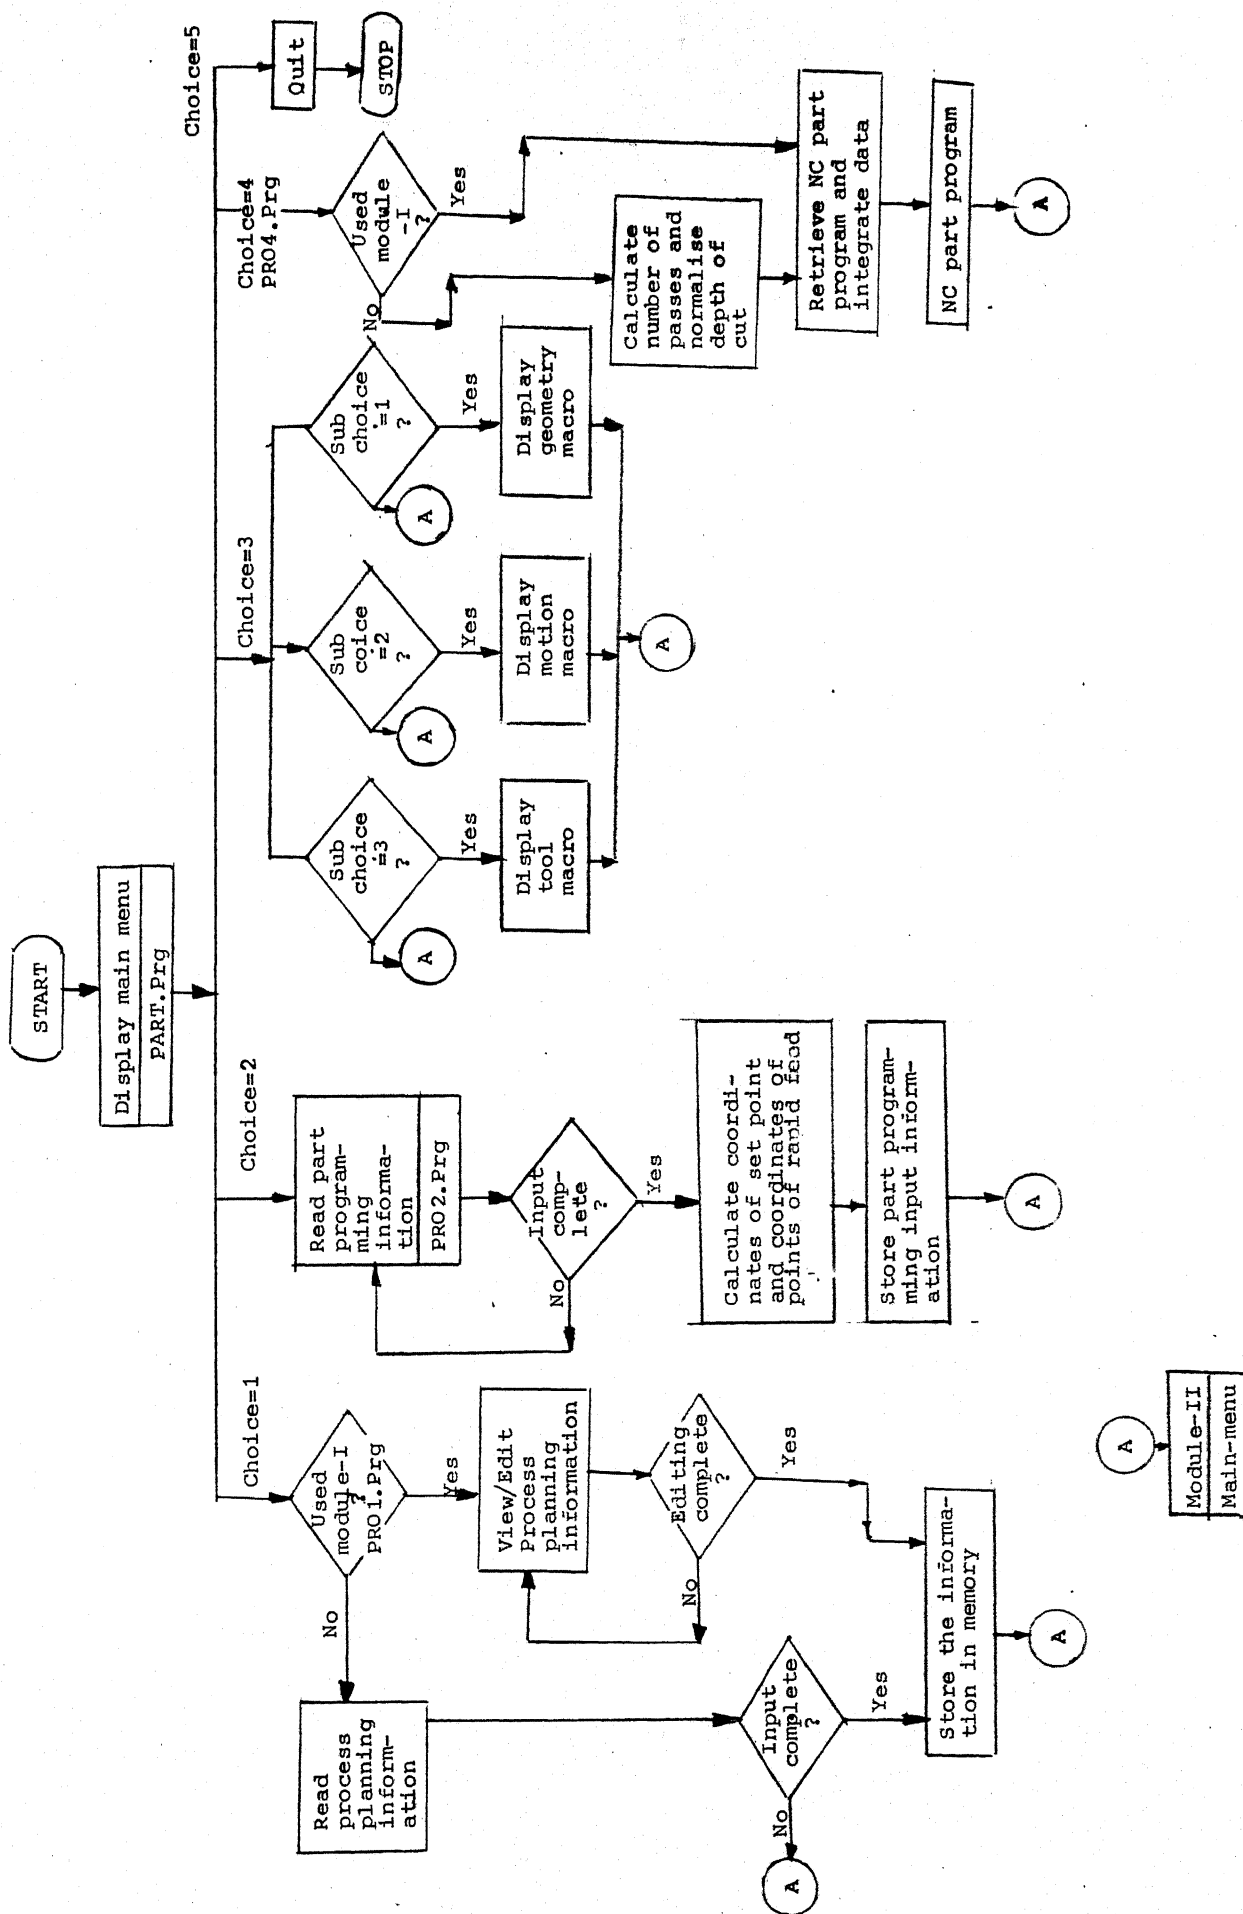 START
Display main menu
PART.Prg
Choice=1
Used
module-I
?
PRO1.Prg
No
Yes
Read
process
planning
inform-
ation
View/Edit
Process
planning
information
Editing
complete
?
No
Yes
Input
complete
?
No
A
Yes
Store the informa-
tion in memory
A
Choice=2
Read part
program-
ming
informa-
tion
PRO2.Prg
Input
comp-
lete
?
No
Yes
Calculate coordi-
nates of set point
and coordinates of
points of rapid feed
Store part program-
ming input inform-
ation
A
Choice=3
Sub
choice
=3
?
A
Yes
Display
tool
macro
Sub
coice
=2
?
A
Yes
Display
motion
macro
Sub
choice
=1
?
A
Yes
Display
geometry
macro
A
Choice=4
PRO4.Prg
Used
module
-I
?
No
Yes
Calculate
number of
passes and
normalise
depth of
cut
Retrieve NC part
program and
integrate data
NC part program
A
Choice=5
Quit
STOP
A
Module-II
Main-menu